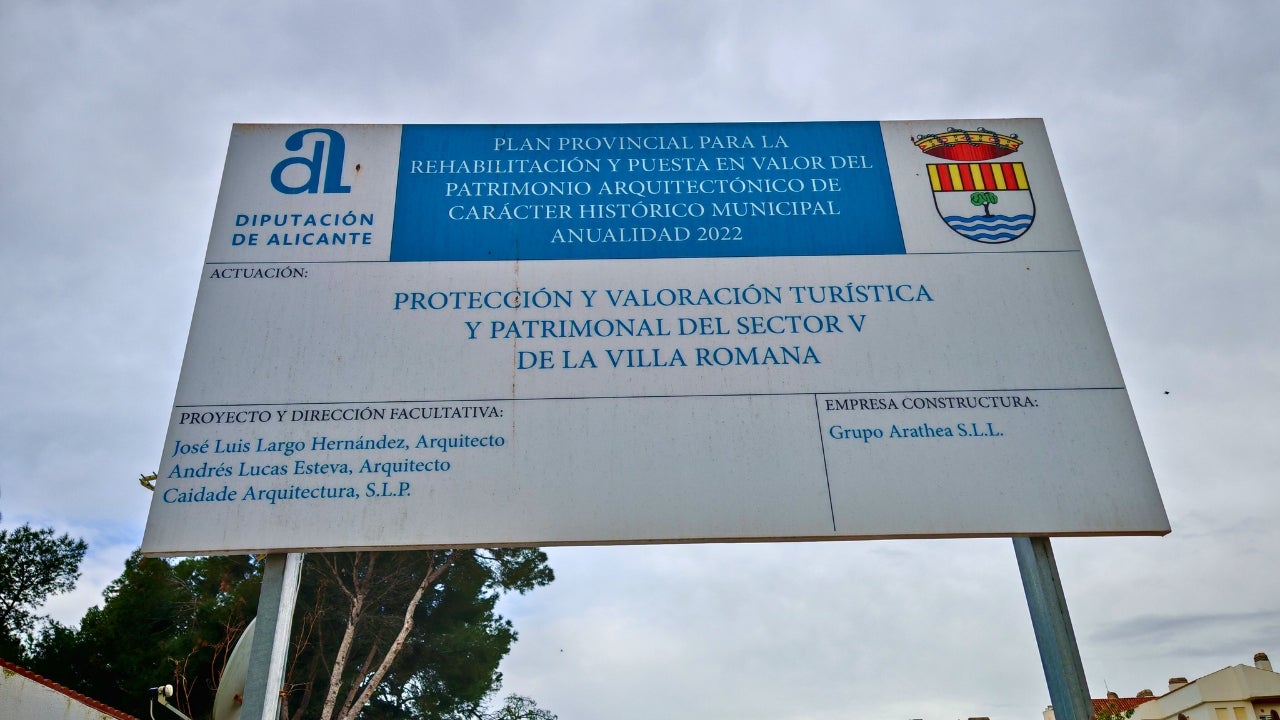 DIPUTACIÓN
DE ALICANTE
PLAN PROVINCIAL PARA LA
REHABILITACIÓN Y PUESTA EN VALOR DEL
PATRIMONIO ARQUITECTÓNICO DE
CARÁCTER HISTÓRICO MUNICIPAL
ANUALIDAD 2022
ACTUACIÓN:
PROTECCIÓN Y VALORACIÓN TURÍSTICA
Y PATRIMONAL DEL SECTOR V
DE LA VILLA ROMANA
PROYECTO Y DIRECCIÓN FACULTATIVA:
José Luis Largo Hernández, Arquitecto
Andrés Lucas Esteva, Arquitecto
Caidade Arquitectura, S.L.P.
EMPRESA CONSTRUCTURA:
Grupo Arathea S.L.L.